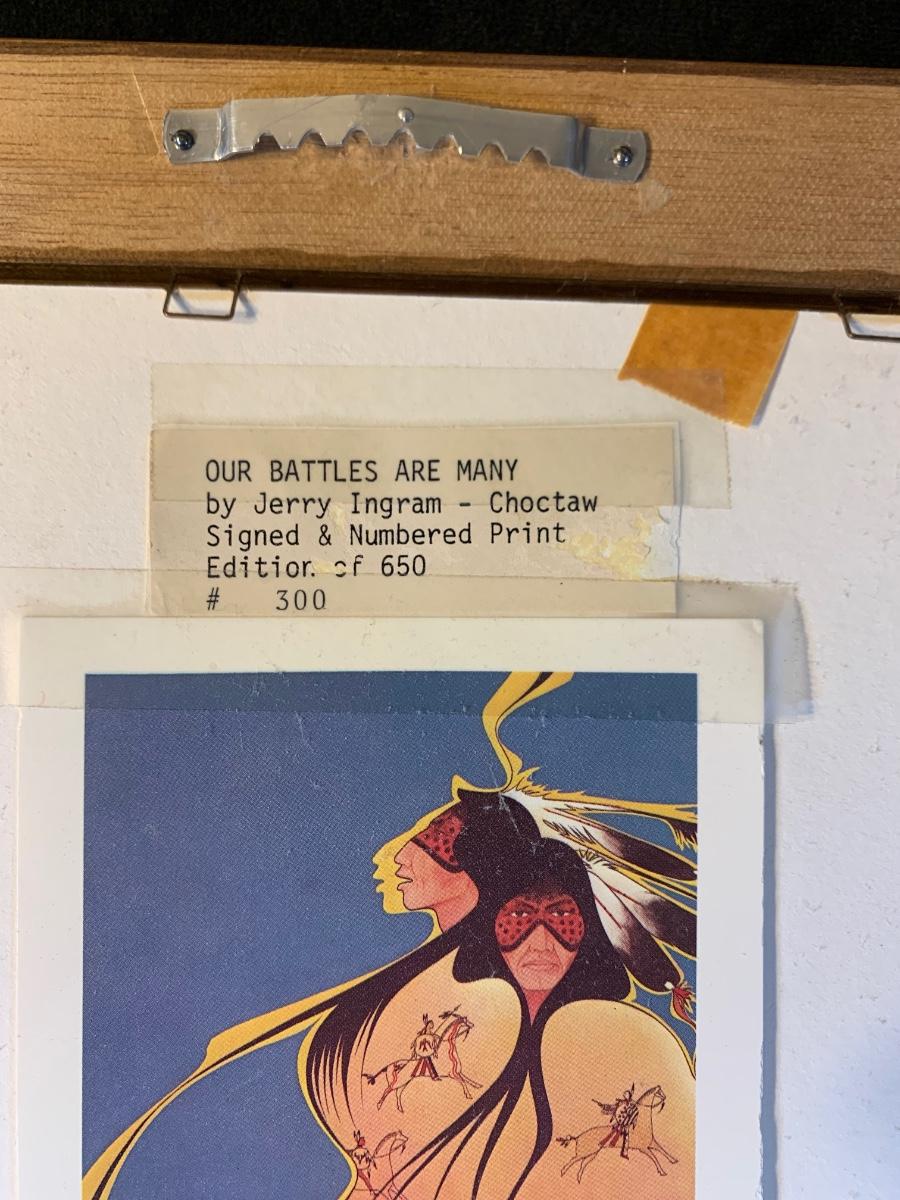 OUR BATTLES ARE MANY
by Jerry Ingram - Choctaw
Signed & Numbered Print
Edition of 650
# 300